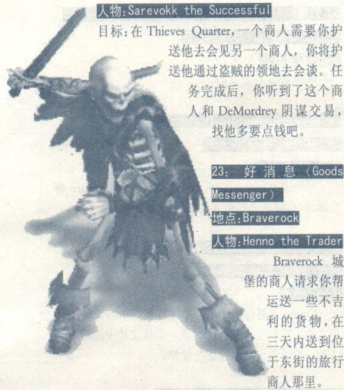 人物:Sarevokk the Successful
目标:在 Thieves Quarter,一个商人需要你护
送他去会见另一个商人,你将护
送他通过盗贼的领地去会谈。任
务完成后,你听到了这个商
人和 DeMordrey 阴谋交易,
找他多要点钱吧。
23: 好消息 (Goods
Messenger)
地点:Braverock
人物:Henno the Trader
Braverock 城
堡的商人请求你帮
运送一些不吉
利的货物,在
三天内送到位
于东街的旅行
商人那里。